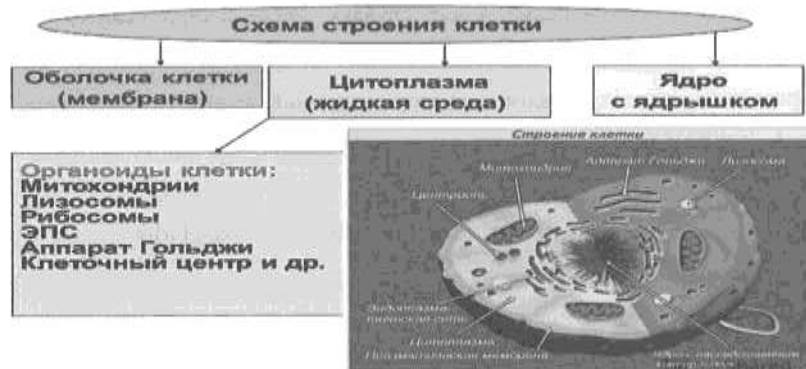 Схема строения клетки
Оболочка клетки
(мембрана)
Цитоплазма
(жидкая среда)
Ядро
с ядрышком
Органоиды клетки:
Митохондрии
Лизосомы
Рибосомы
ЭПС
Аппарат Гольджи
Клеточный центр и др.
Строение клетки
Митохондрия
Аппарат Гольджи
Лизосома
Центриоль
Цитоплазма
мембрана